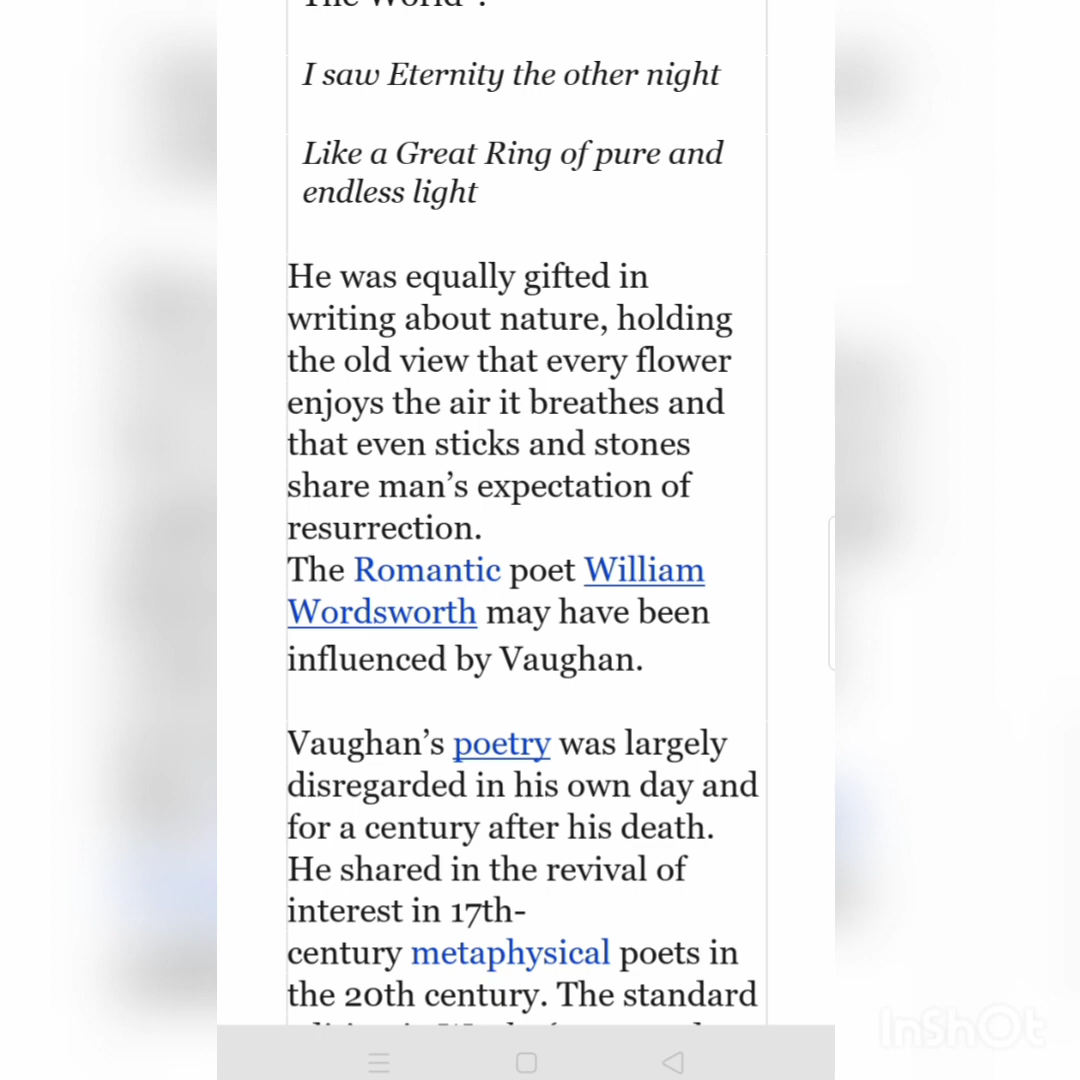 The World".
I saw Eternity the other night
Like a Great Ring of pure and
endless light
He was equally gifted in
writing about nature, holding
the old view that every flower
enjoys the air it breathes and
that even sticks and stones
share man's expectation of
resurrection.
The Romantic poet William
Wordsworth may have been
influenced by Vaughan.
Vaughan's poetry was largely
disregarded in his own day and
for a century after his death.
He shared in the revival of
interest in 17th-
century metaphysical poets in
the 20th century. The standard
InShOt